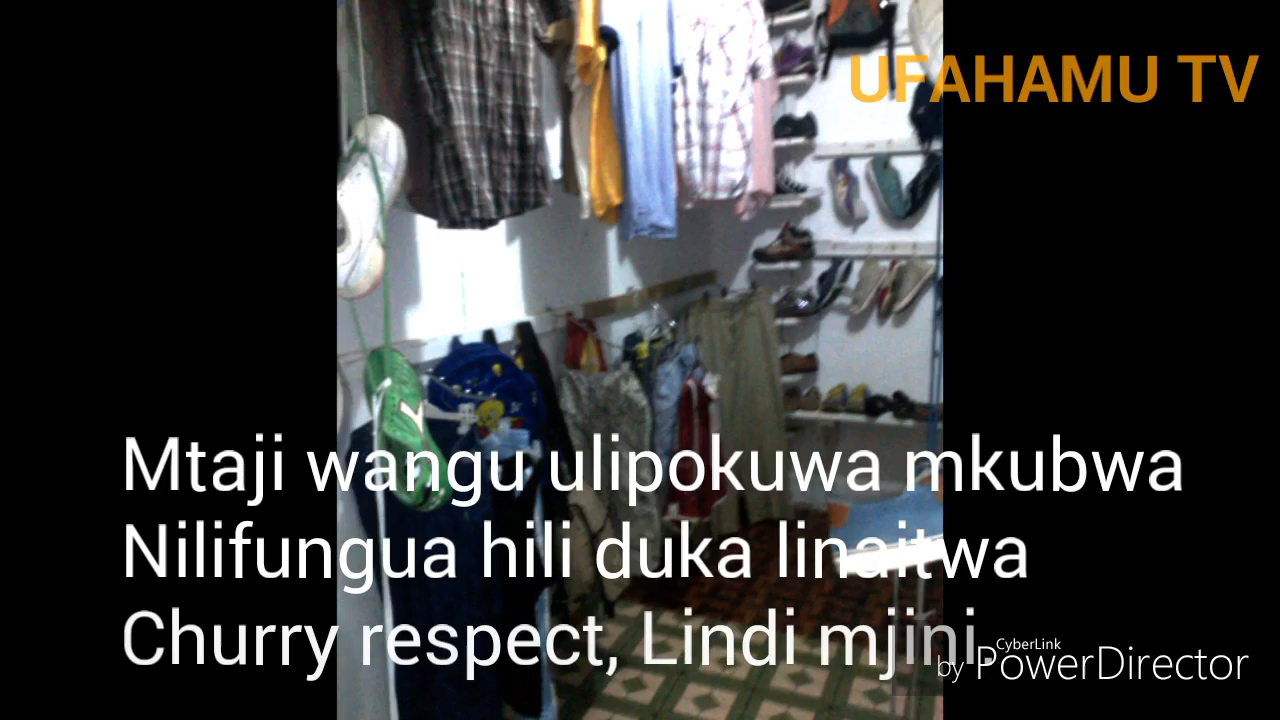 UFAHAMU TV
Mtaji wangu ulipokuwa mkubwa
Nilifungua hili duka linaitwa
Churry respect, Lindi mjini.
CyberLink
by PowerDirector